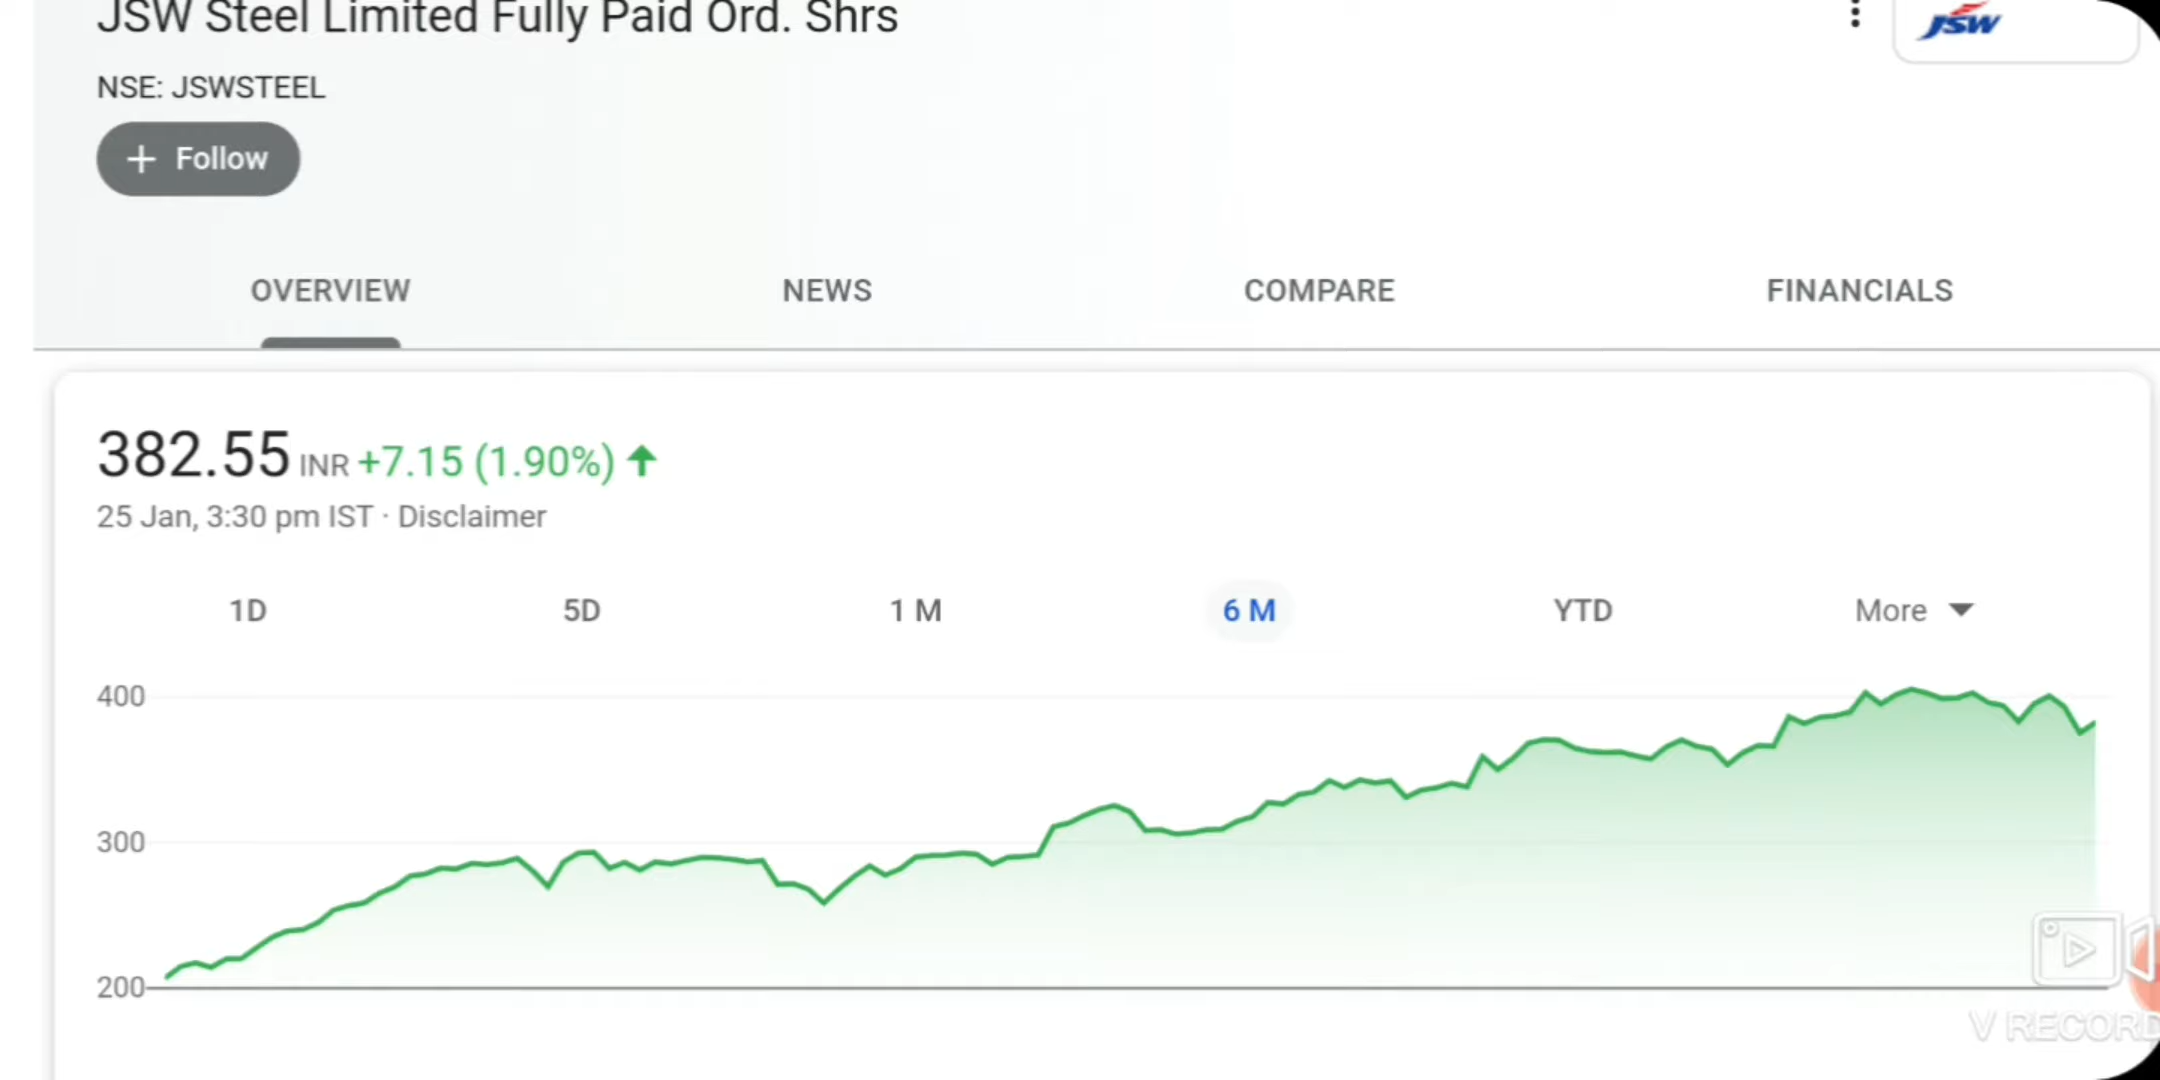 JSW Steel Limited Fully Paid Ord. Shrs
JSW
NSE: JSWSTEEL
+ Follow
OVERVIEW NEWS COMPARE FINANCIALS
382.55 INR +7.15 (1.90%)
25 Jan, 3:30 pm IST · Disclaimer
1D 5D 1 M 6 M YTD More
400
300
200
V RECORD